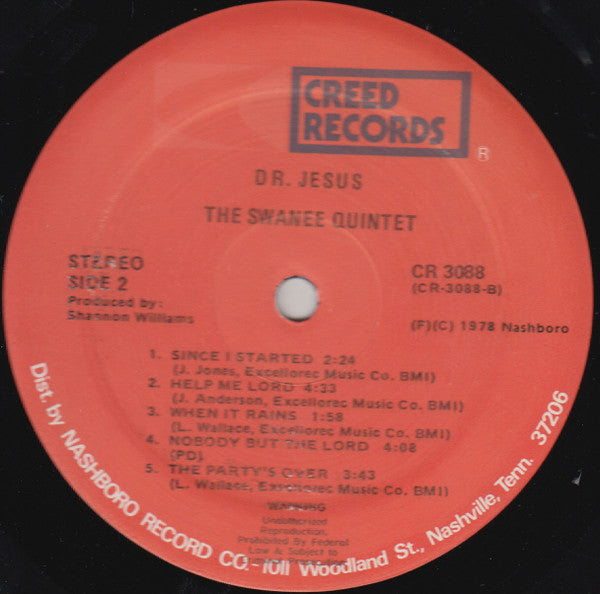 CREED
RECORDS
®
DR. JESUS
THE SWANEE QUINTET
STEREO
SIDE 2
Produced by:
Shannon Williams
CR 3088
(CR-3088-B)
(F)(C) 1978 Nashboro
1. SINCE I STARTED 2:24
(J. Jones, Excellorec Music Co. BMI)
2. HELP ME LORD 4:33
(J. Anderson, Excellorec Music Co. BMI)
3. WHEN IT RAINS 1:58
(L. Wallace, Excellorec Music Co. BMI)
4. NOBODY BUT THE LORD 4:08
(PD)
5. THE PARTY'S OVER 3:43
(L. Wallace, Excellorec Music Co. BMI)
WARNING
Unauthorized
Reproduction
Prohibited By Federal
Law & Subject to
Dist. by NASHBORO RECORD CO.-1011 Woodland St., Nashville, Tenn. 37206